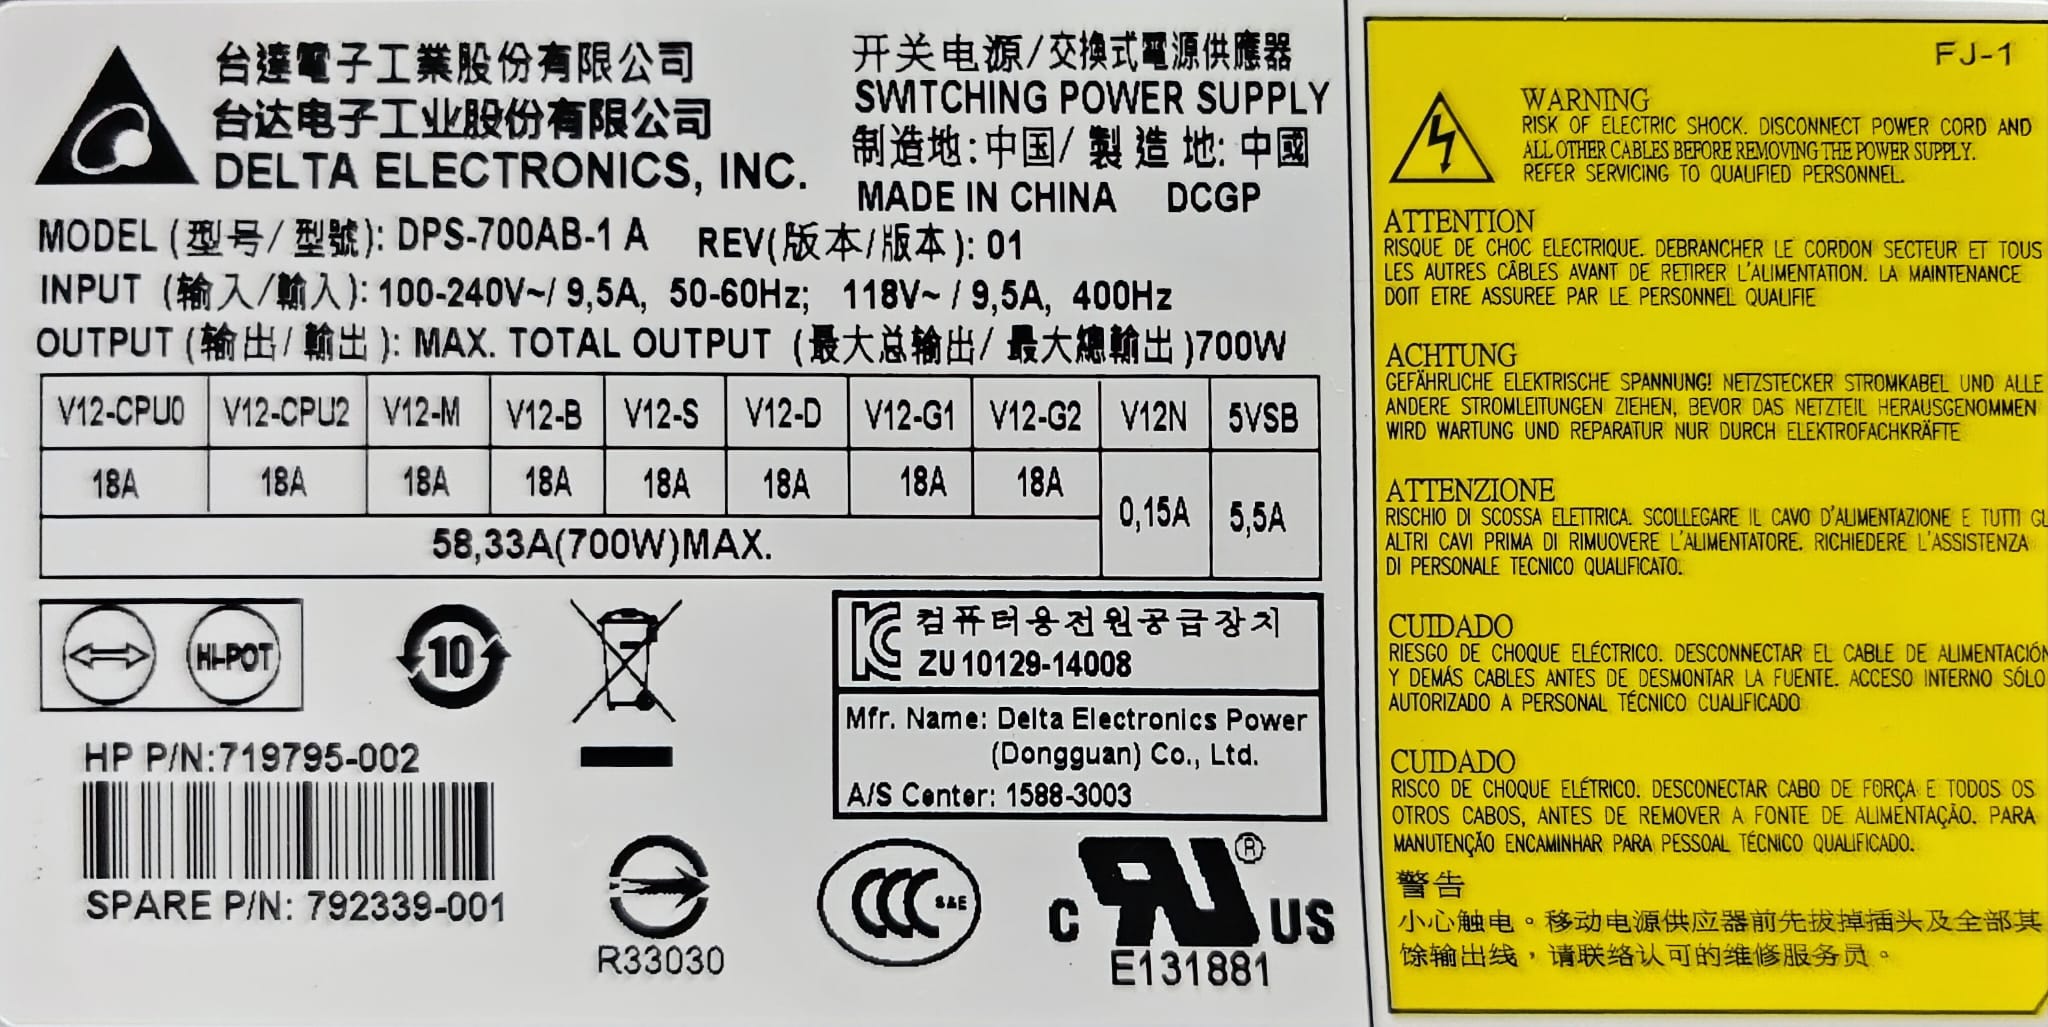 台達電子工業股份有限公司
台达电子工业股份有限公司
DELTA ELECTRONICS, INC.
开关电源/交換式電源供應器
SWITCHING POWER SUPPLY
制造地:中国/ 製造地: 中國
MADE IN CHINA DCGP
MODEL (型号/型號): DPS-700AB-1 A REV(版本/版本): 01
INPUT (输入/輸入): 100-240V~/ 9,5A, 50-60Hz; 118V~ / 9,5A, 400Hz
OUTPUT (输出/輸出): MAX. TOTAL OUTPUT (最大总输出/ 最大總輸出)700W
V12-CPU0 V12-CPU2 V12-M V12-B V12-S V12-D V12-G1 V12-G2 V12N 5VSB
18A 18A 18A 18A 18A 18A 18A 18A 0,15A 5,5A
58,33A(700W)MAX.
HI-POT
10
컴퓨터용전원공급장치
ZU10129-14008
Mfr. Name: Delta Electronics Power
(Dongguan) Co., Ltd.
A/S Center: 1588-3003
HP P/N:719795-002
SPARE P/N: 792339-001
R33030
CCC S&E
C RU US ®
E131881
FJ-1
WARNING
RISK OF ELECTRIC SHOCK. DISCONNECT POWER CORD AND
ALL OTHER CABLES BEFORE REMOVING THE POWER SUPPLY.
REFER SERVICING TO QUALIFIED PERSONNEL.
ATTENTION
RISQUE DE CHOC ELECTRIQUE. DEBRANCHER LE CORDON SECTEUR ET TOUS
LES AUTRES CÂBLES AVANT DE RETIRER L'ALIMENTATION. LA MAINTENANCE
DOIT ETRE ASSUREE PAR LE PERSONNEL QUALIFIE
ACHTUNG
GEFÄHRLICHE ELEKTRISCHE SPANNUNG! NETZSTECKER STROMKABEL UND ALLE
ANDERE STROMLEITUNGEN ZIEHEN, BEVOR DAS NETZTEIL HERAUSGENOMMEN
WIRD WARTUNG UND REPARATUR NUR DURCH ELEKTROFACHKRÄFTE
ATTENZIONE
RISCHIO DI SCOSSA ELETTRICA. SCOLLEGARE IL CAVO D'ALIMENTAZIONE E TUTTI GL
ALTRI CAVI PRIMA DI RIMUOVERE L'ALIMENTATORE. RICHIEDERE L'ASSISTENZA
DI PERSONALE TECNICO QUALIFICATO.
CUIDADO
RIESGO DE CHOQUE ELÉCTRICO. DESCONNECTAR EL CABLE DE ALIMENTACIÓN
Y DEMÁS CABLES ANTES DE DESMONTAR LA FUENTE. ACCESO INTERNO SÓLO
AUTORIZADO A PERSONAL TÉCNICO CUALIFICADO
CUIDADO
RISCO DE CHOQUE ELÉTRICO. DESCONECTAR CABO DE FORÇA E TODOS OS
OTROS CABOS, ANTES DE REMOVER A FONTE DE ALIMENTAÇÃO. PARA
MANUTENÇÃO ENCAMINHAR PARA PESSOAL TÉCNICO QUALIFICADO.
警告
小心触电。移动电源供应器前先拔掉插头及全部其
馀输出线，请联络认可的维修服务员。